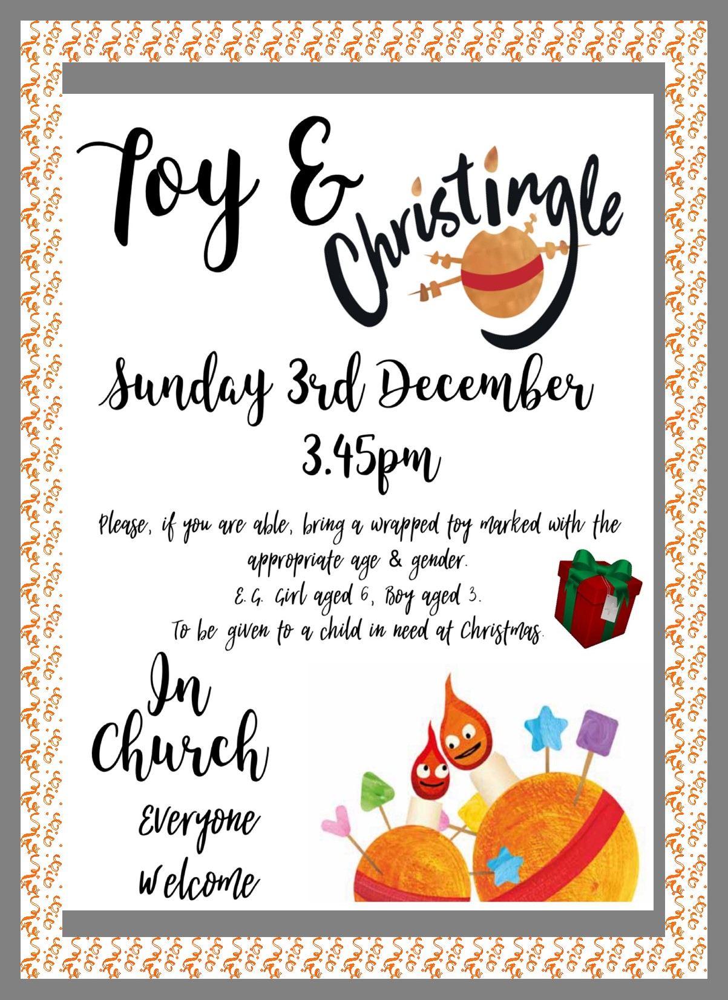 Toy &
Christingle
Sunday 3rd December
3.45pm
Please, if you are able, bring a wrapped toy marked with the
appropriate age & gender.
E.G. Girl aged 6, Boy aged 3.
To be given to a child in need at Christmas.
In
Church
Everyone
Welcome